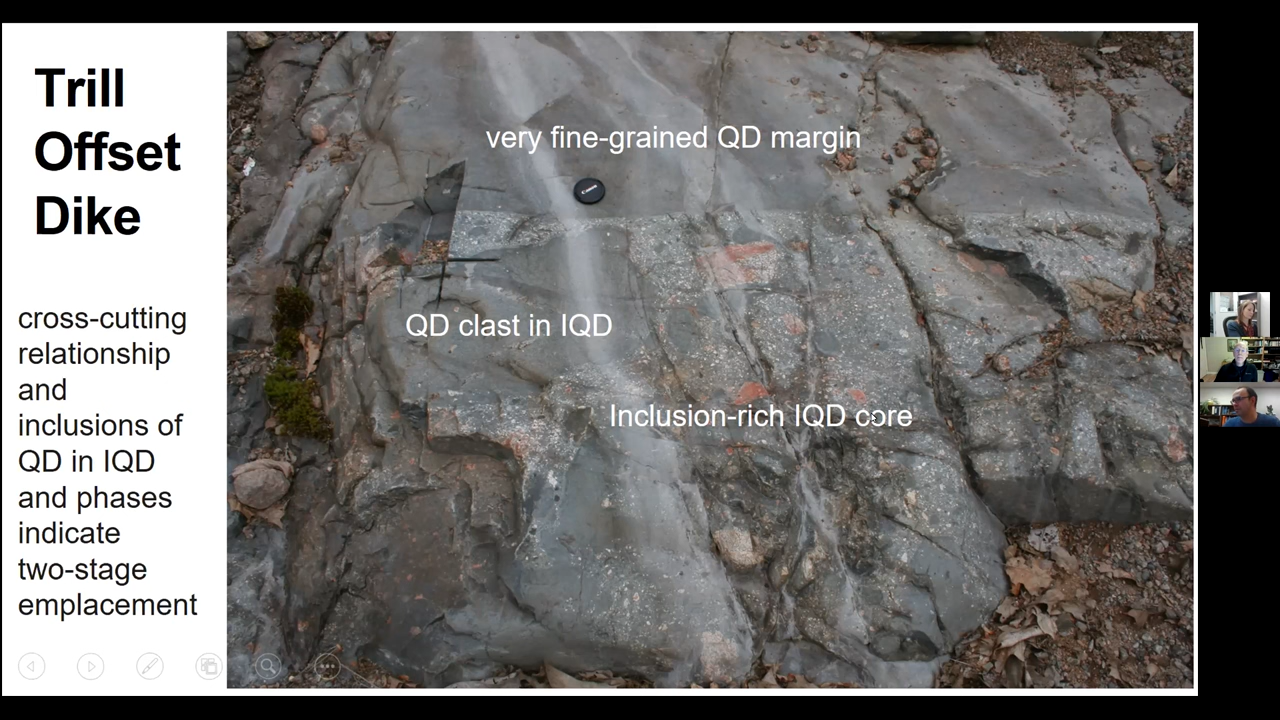 Trill
Offset
Dike
cross-cutting
relationship
and
inclusions of
QD in IQD
and phases
indicate
two-stage
emplacement
very fine-grained QD margin
Canon
QD clast in IQD
Inclusion-rich IQD core